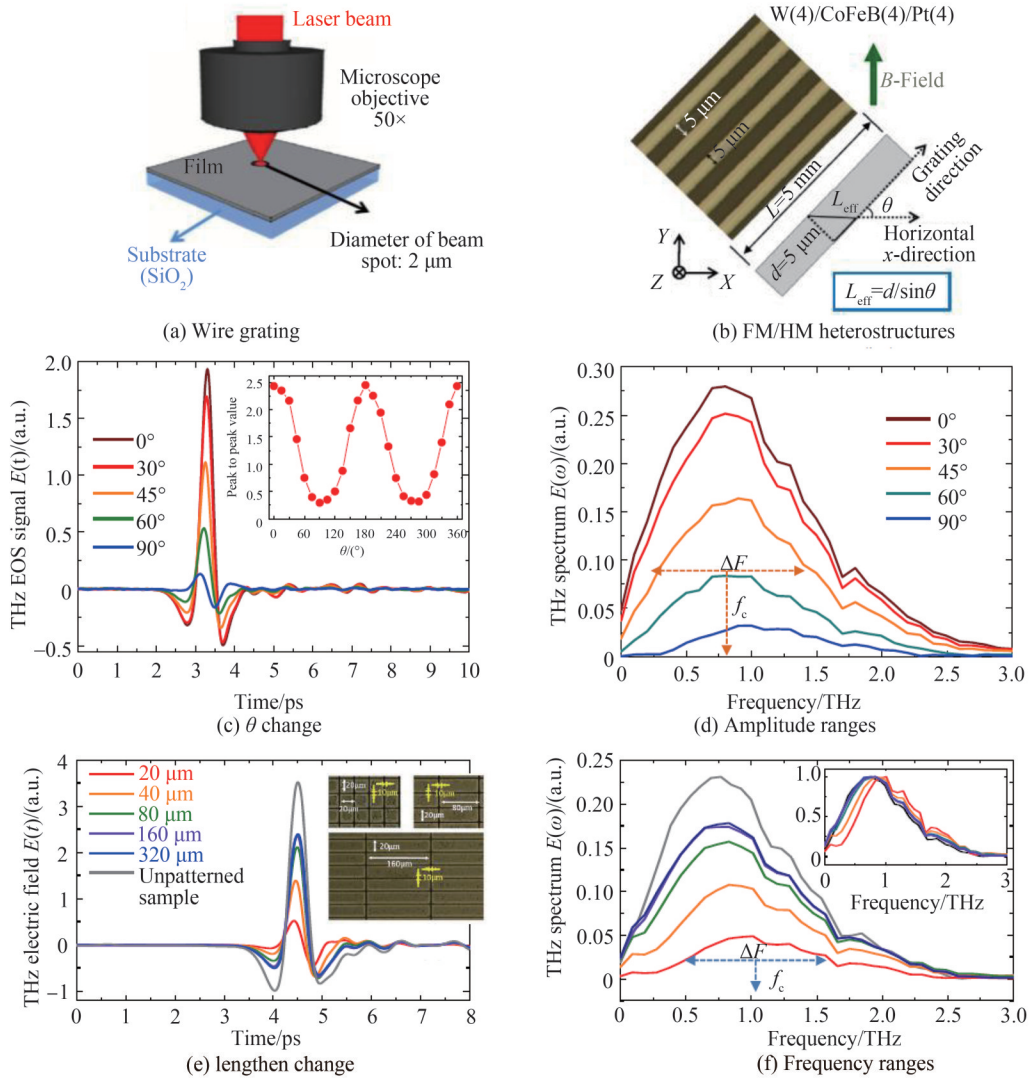 Laser beam
Microscope
objective
50×
Film
Substrate
(SiO2)
Diameter of beam
spot: 2 μm
(a) Wire grating
W(4)/CoFeB(4)/Pt(4)
B-Field
5 μm
5 μm
L=5 mm
Grating
direction
Leff
θ
d=5 μm
Horizontal
x-direction
Y
Z
X
Leff=d/sinθ
(b) FM/HM heterostructures
THz EOS signal E(t)/(a.u.)
2.0
1.5
1.0
0.5
0
−0.5
0°
30°
45°
60°
90°
Peak to peak value
2.5
2.0
1.5
1.0
0.5
0
0 60 120 180 240 300 360
θ/(°)
0 1 2 3 4 5 6 7 8 9 10
Time/ps
(c) θ change
THz spectrum E(ω)/(a.u.)
0.30
0.25
0.20
0.15
0.10
0.05
0
0°
30°
45°
60°
90°
ΔF
fc
0 0.5 1.0 1.5 2.0 2.5 3.0
Frequency/THz
(d) Amplitude ranges
THz electric field E(t)/(a.u.)
4
3
2
1
0
−1
20 μm
40 μm
80 μm
160 μm
320 μm
Unpatterned
sample
20μm
10μm
20μm
10μm
80μm
20μm
20μm
160μm
10μm
0 1 2 3 4 5 6 7 8
Time/ps
(e) lengthen change
THz spectrum E(ω)/(a.u.)
0.25
0.20
0.15
0.10
0.05
0
1
0.5
0
0 1 2 3
Frequency/THz
ΔF
fc
0 0.5 1.0 1.5 2.0 2.5 3.0
Frequency/THz
(f) Frequency ranges